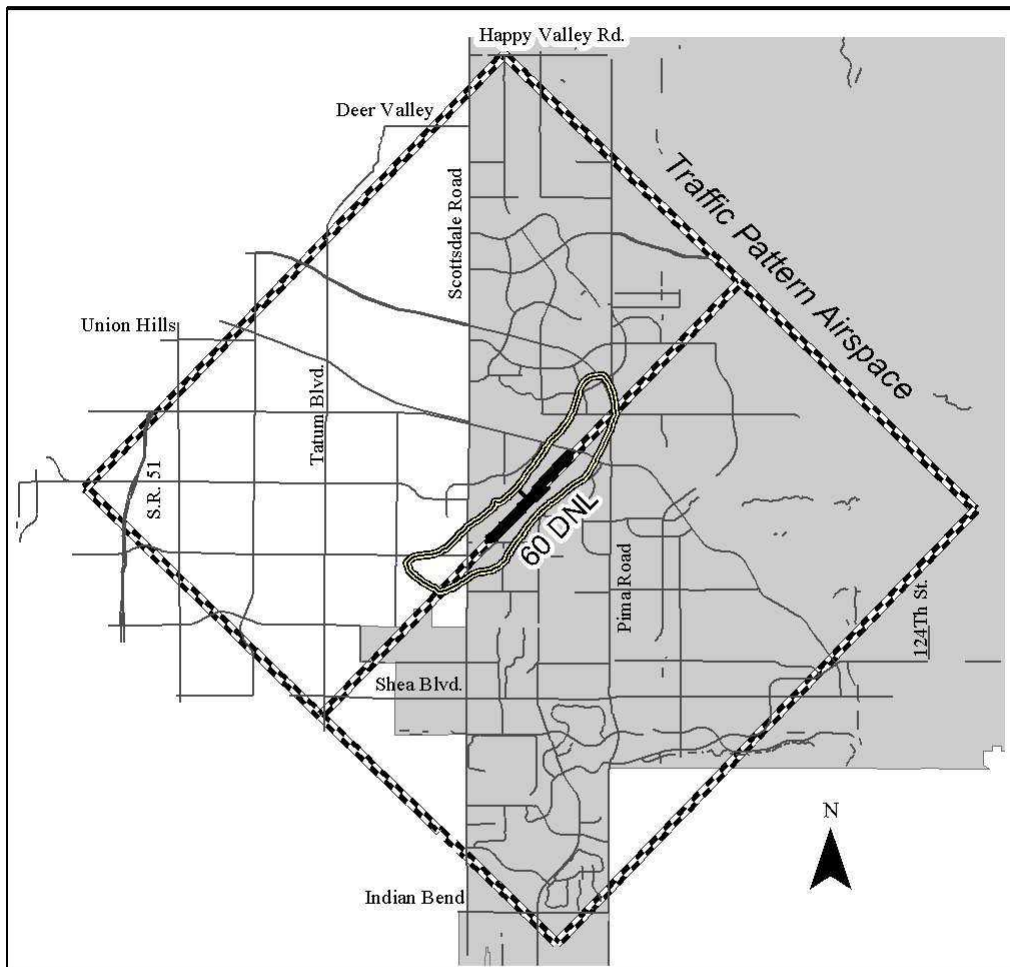 Happy Valley Rd.
Deer Valley
Scottsdale Road
Traffic Pattern Airspace
Union Hills
Tatum Blvd.
S.R. 51
60 DNL
Pima Road
124Th St.
Shea Blvd.
N
Indian Bend